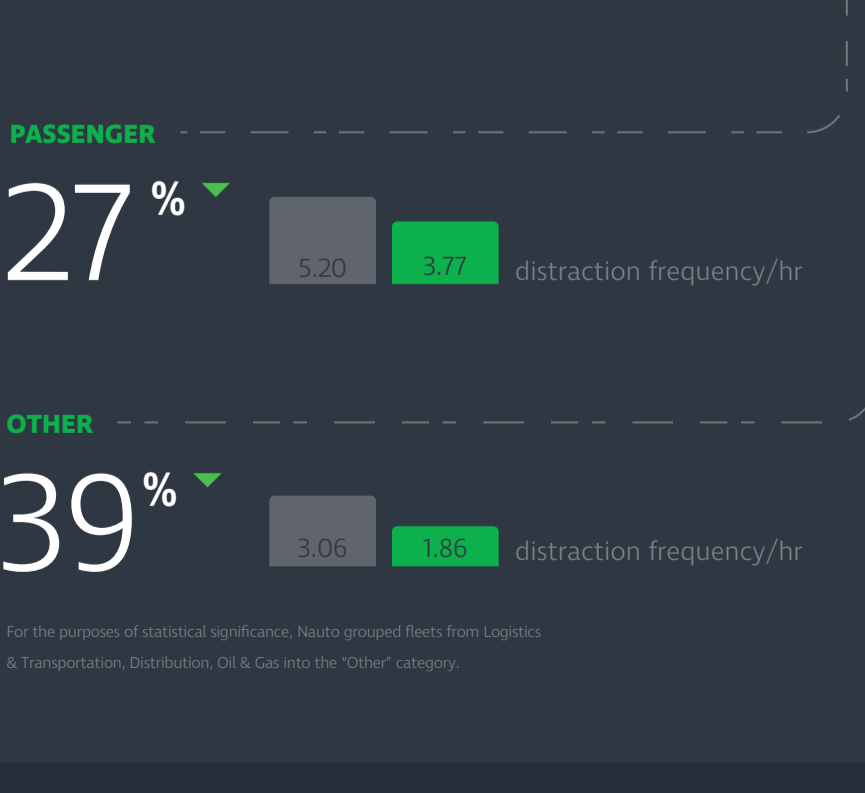 PASSENGER
27%
5.20
3.77
distraction frequency/hr
OTHER
39%
3.06
1.86
distraction frequency/hr
For the purposes of statistical significance, Nauto grouped fleets from Logistics
& Transportation, Distribution, Oil & Gas into the “Other” category.